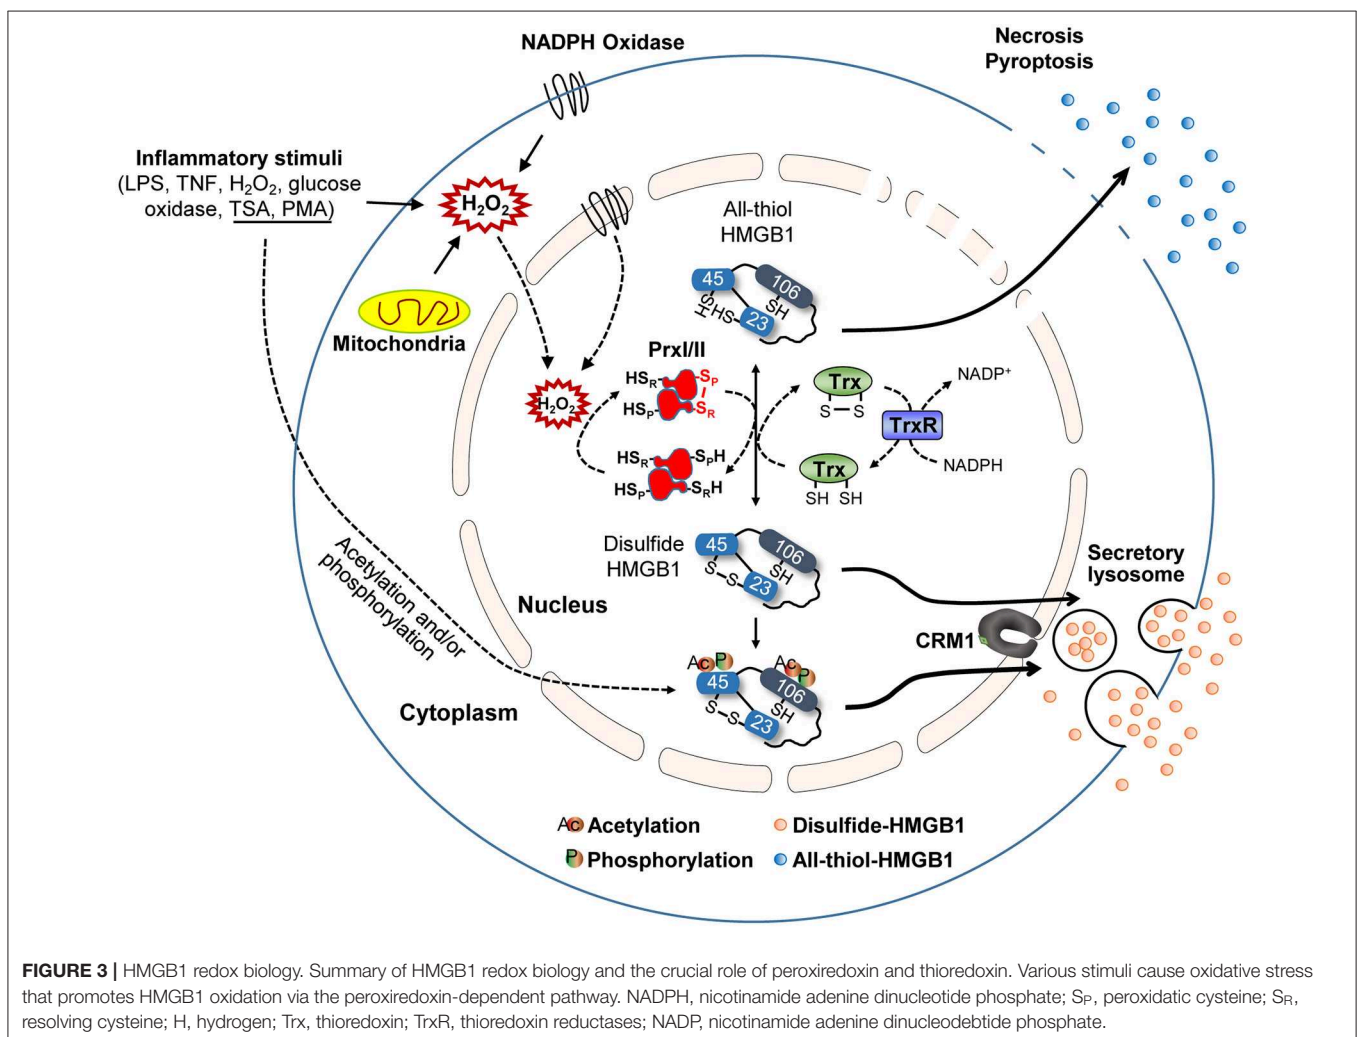 NADPH Oxidase
Necrosis
Pyroptosis
Inflammatory stimuli
(LPS, TNF, H₂O₂, glucose
oxidase, TSA, PMA)
H₂O₂
All-thiol
HMGB1
45
106
SH
SH
HS
23
Mitochondria
PrxI/II
HSR
SP
HSP
SR
H₂O₂
Trx
S S
NADP⁺
TrxR
HSR
SPH
HSP
SRH
Trx
SH SH
NADPH
Disulfide
HMGB1
45
106
SH
S
S
23
Secretory
lysosome
Acetylation and/or
phosphorylation
Nucleus
CRM1
Ac P
Ac
P
45
106
SH
S
S
23
Cytoplasm
Ac Acetylation
Disulfide-HMGB1
P Phosphorylation
All-thiol-HMGB1
FIGURE 3 | HMGB1 redox biology. Summary of HMGB1 redox biology and the crucial role of peroxiredoxin and thioredoxin. Various stimuli cause oxidative stress
that promotes HMGB1 oxidation via the peroxiredoxin-dependent pathway. NADPH, nicotinamide adenine dinucleotide phosphate; SP, peroxidatic cysteine; SR,
resolving cysteine; H, hydrogen; Trx, thioredoxin; TrxR, thioredoxin reductases; NADP, nicotinamide adenine dinucleodebtide phosphate.